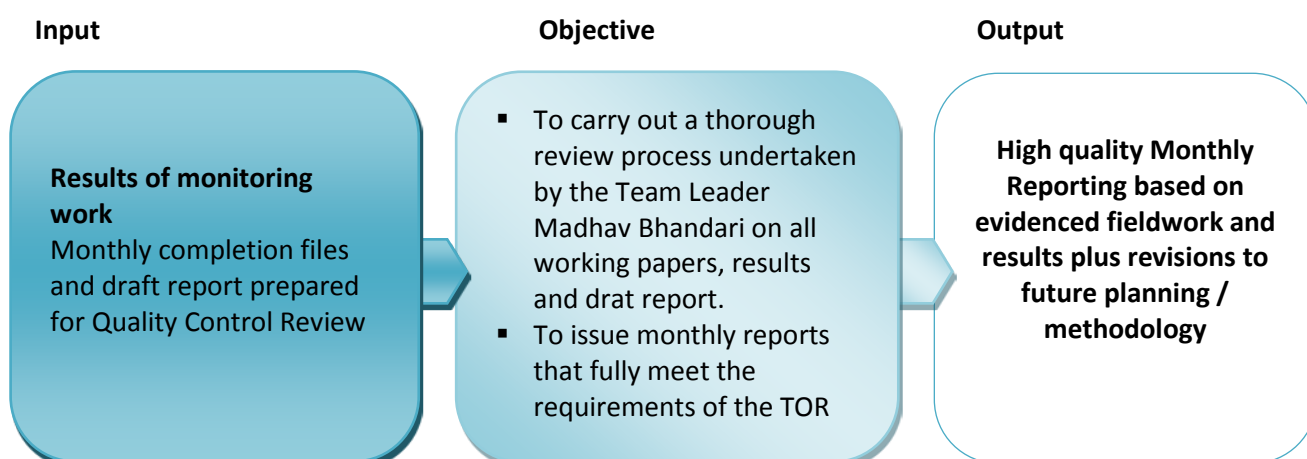 Input
Objective
Output
Results of monitoring
work
Monthly completion files
and draft report prepared
for Quality Control Review
▪ To carry out a thorough
review process undertaken
by the Team Leader
Madhav Bhandari on all
working papers, results
and drat report.
▪ To issue monthly reports
that fully meet the
requirements of the TOR
High quality Monthly
Reporting based on
evidenced fieldwork and
results plus revisions to
future planning /
methodology